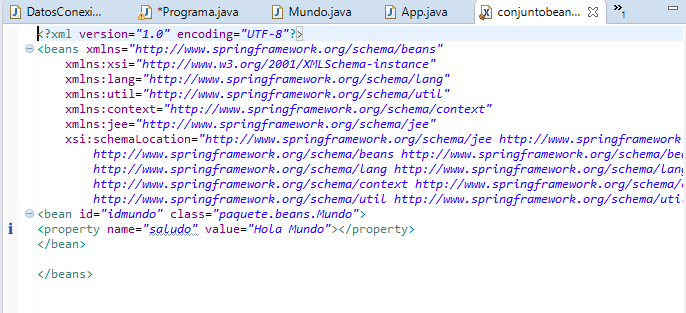 DatosConexi... *Programa.java Mundo.java App.java conjuntobean... »1
<?xml version="1.0" encoding="UTF-8"?>
<beans xmlns="http://www.springframework.org/schema/beans"
xmlns:xsi="http://www.w3.org/2001/XMLSchema-instance"
xmlns:lang="http://www.springframework.org/schema/lang"
xmlns:util="http://www.springframework.org/schema/util"
xmlns:context="http://www.springframework.org/schema/context"
xmlns:jee="http://www.springframework.org/schema/jee"
xsi:schemaLocation="http://www.springframework.org/schema/jee http://www.springframework
http://www.springframework.org/schema/beans http://www.springframework.org/schema/bea
http://www.springframework.org/schema/lang http://www.springframework.org/schema/lang
http://www.springframework.org/schema/context http://www.springframework.org/schema/c
http://www.springframework.org/schema/util http://www.springframework.org/schema/util
<bean id="idmundo" class="paquete.beans.Mundo">
<property name="saludo" value="Hola Mundo"></property>
</bean>
</beans>